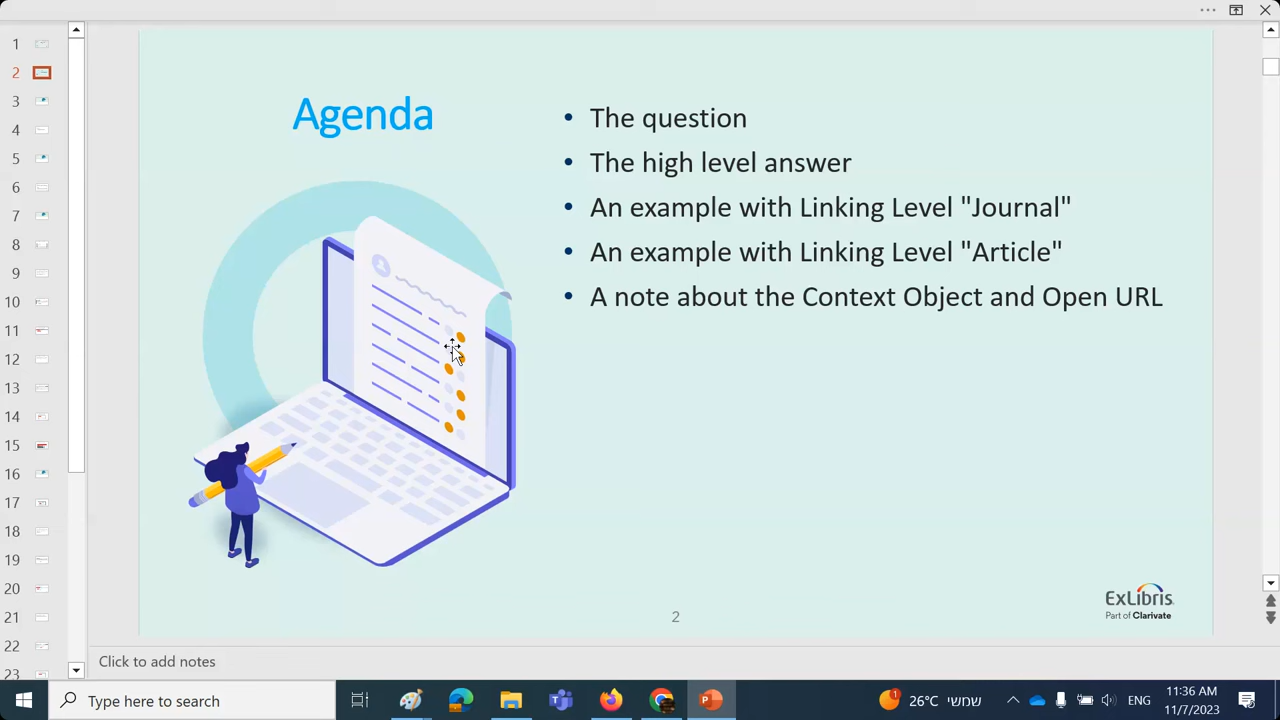 1
2
3
4
5
6
7
8
9
10
11
12
13
14
15
16
17
18
19
20
21
22
23
Agenda
• The question
• The high level answer
• An example with Linking Level "Journal"
• An example with Linking Level "Article"
• A note about the Context Object and Open URL
2
ExLibris
Part of Clarivate
Click to add notes
Type here to search
1
26°C שמשי
ENG
11:36 AM
11/7/2023